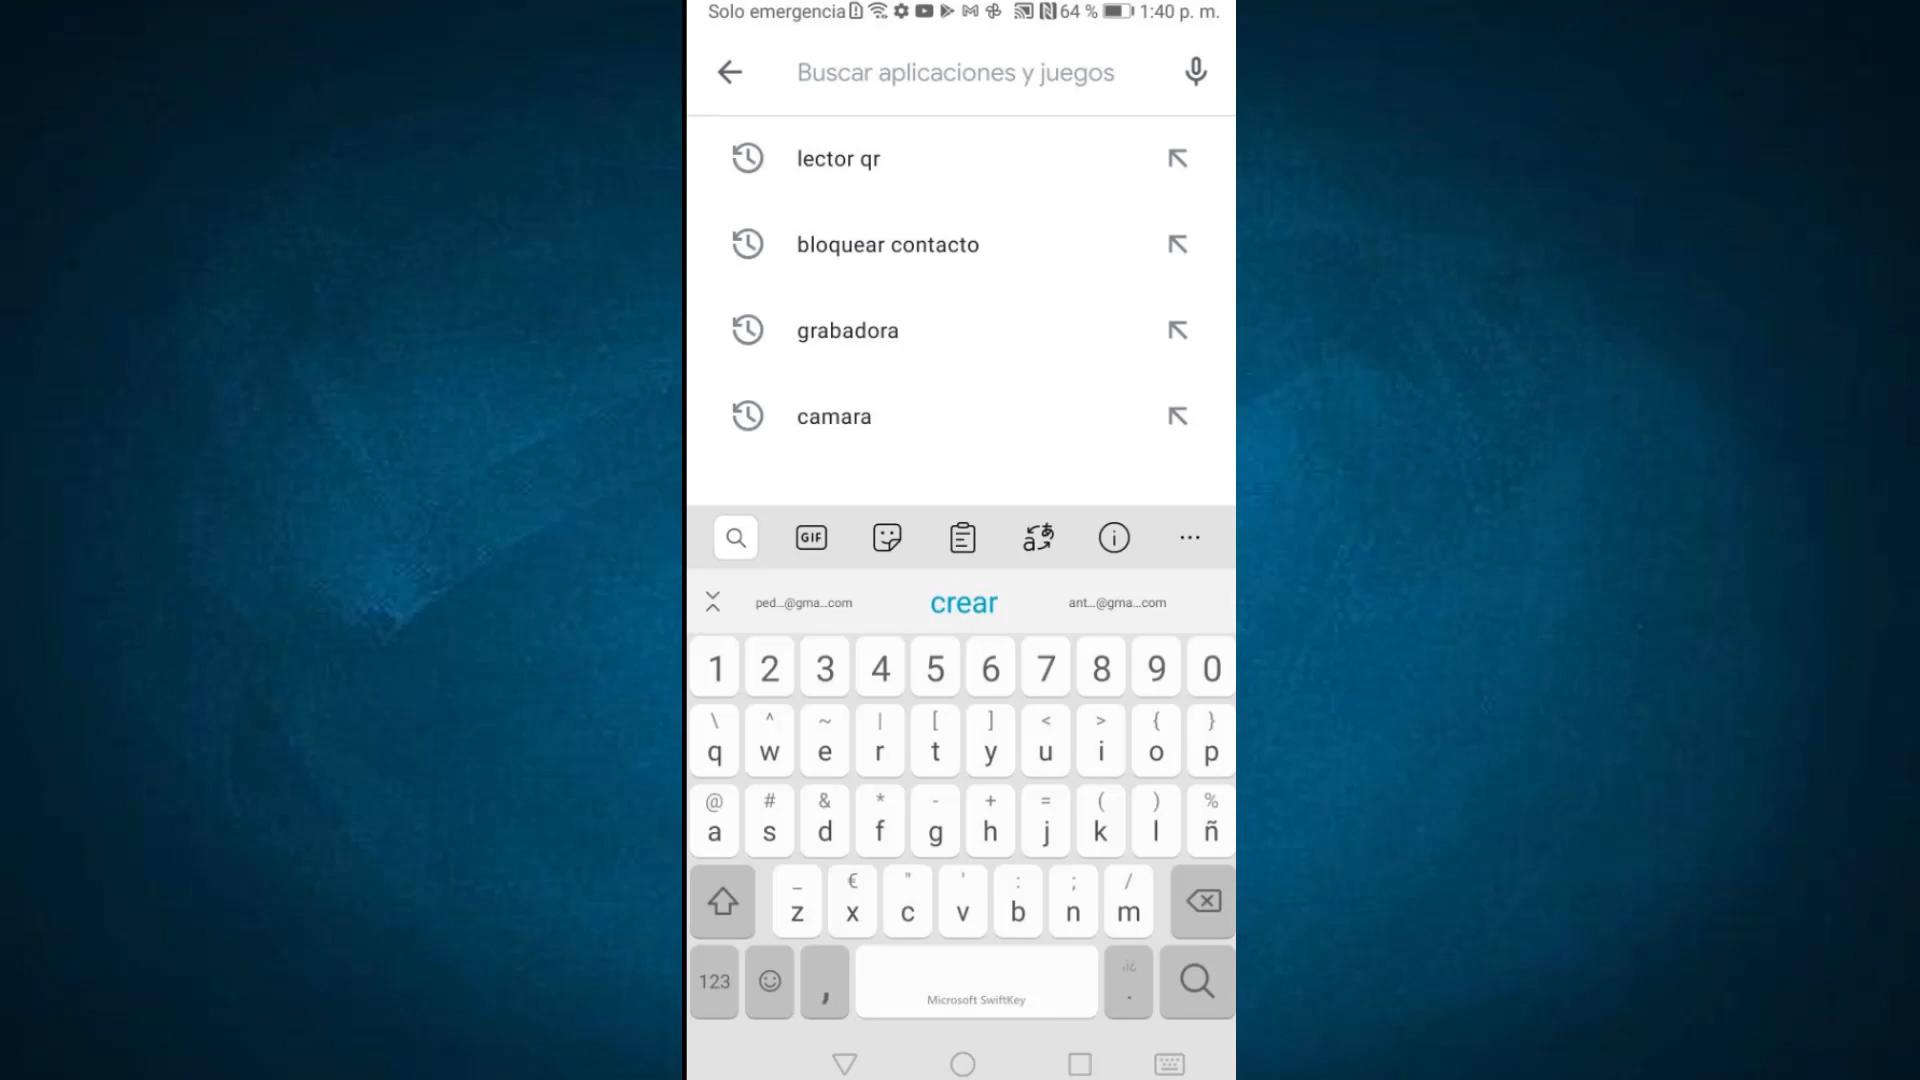 Solo emergencia 64 % 1:40 p. m.
Buscar aplicaciones y juegos
lector qr
bloquear contacto
grabadora
camara
GIF
ped...@gma...com crear ant...@gma...com
1 2 3 4 5 6 7 8 9 0
\ ^ ~ | [ ] < > { }
q w e r t y u i o p
@ # & * - + = ( ) %
a s d f g h j k l ñ
_ € " ' : ; /
z x c v b n m
123 , Microsoft SwiftKey .